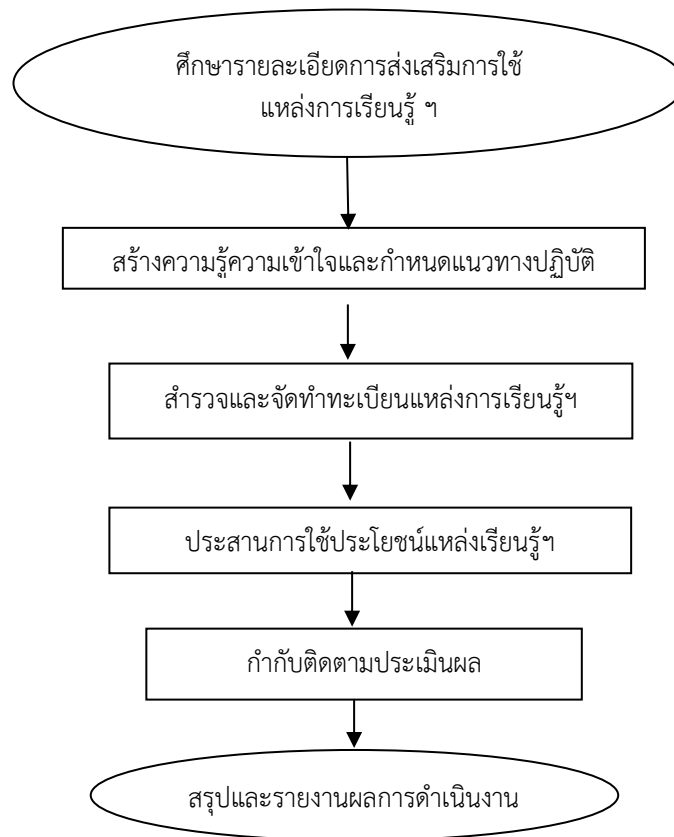 ศึกษารายละเอียดการส่งเสริมการใช้
แหล่งการเรียนรู้ ฯ
สร้างความรู้ความเข้าใจและกำหนดแนวทางปฏิบัติ
สำรวจและจัดทำทะเบียนแหล่งการเรียนรู้ฯ
ประสานการใช้ประโยชน์แหล่งเรียนรู้ฯ
กำกับติดตามประเมินผล
สรุปและรายงานผลการดำเนินงาน